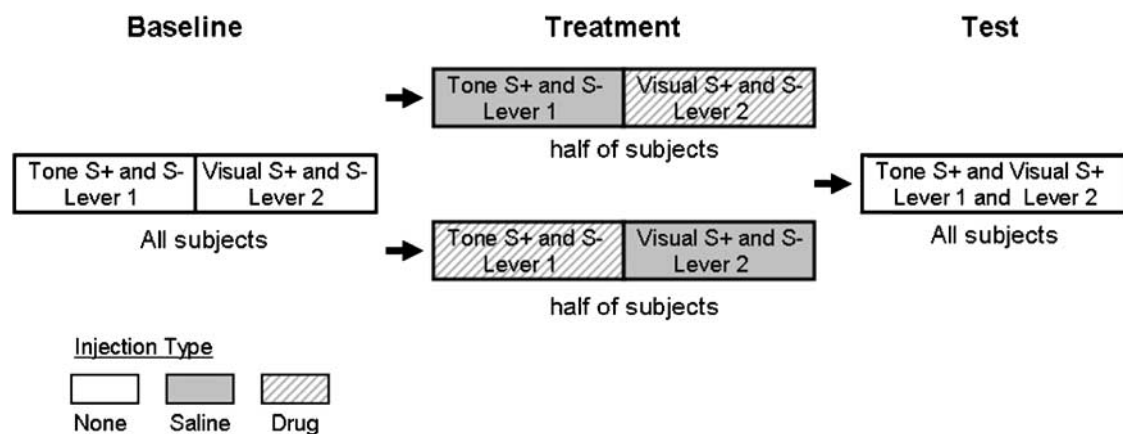 Baseline
Treatment
Test
Tone S+ and S-
Lever 1
Visual S+ and S-
Lever 2
half of subjects
Tone S+ and S-
Lever 1
Visual S+ and S-
Lever 2
All subjects
Tone S+ and Visual S+
Lever 1 and Lever 2
All subjects
Tone S+ and S-
Lever 1
Visual S+ and S-
Lever 2
half of subjects
Injection Type
None
Saline
Drug